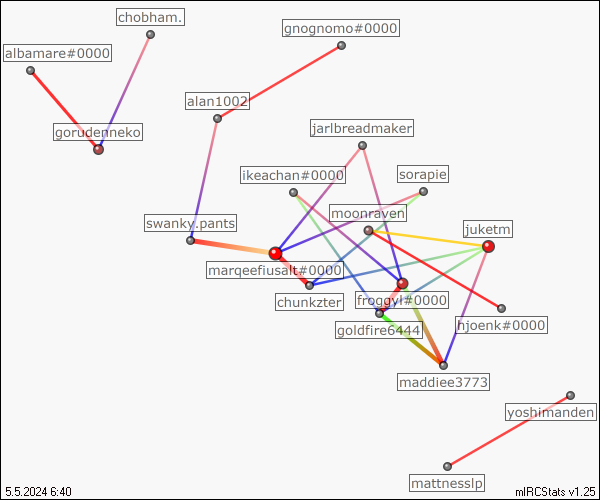 chobham.
gnognomo#0000
albamare#0000
alan1002
gorudenneko
jarlbreadmaker
ikeachan#0000
sorapie
moonraven
swanky.pants
juketm
marqeefiusalt#0000
chunkzter
froggyl#0000
goldfire6444
hjoenk#0000
maddiee3773
yoshimanden
mattnesslp
5.5.2024 6:40
mIRCStats v1.25